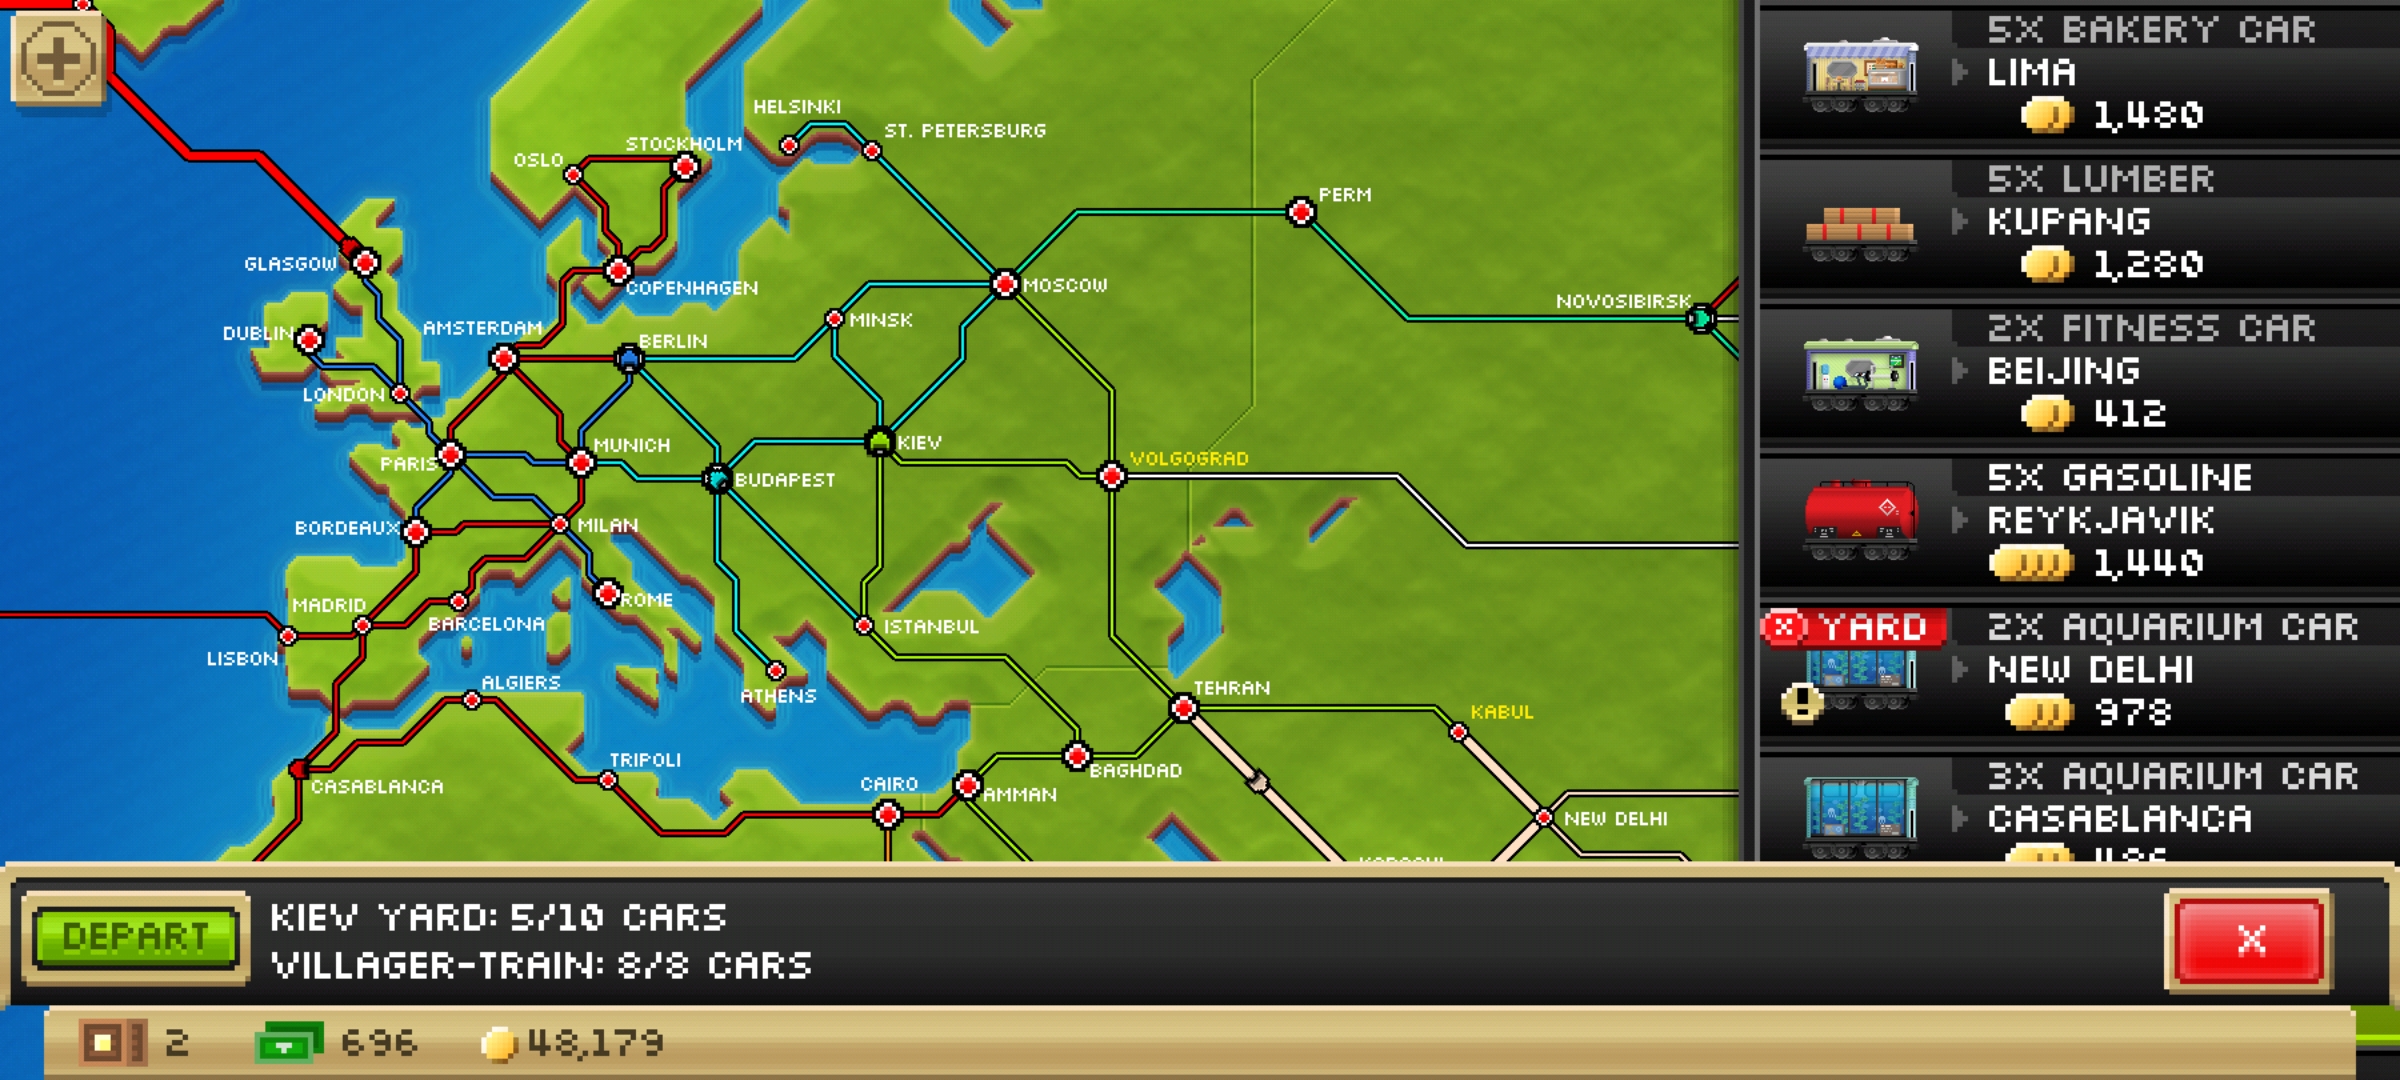 HELSINKI
ST. PETERSBURG
STOCKHOLM
OSLO
PERM
GLASGOW
COPENHAGEN
MOSCOW
NOVOSIBIRSK
DUBLIN
AMSTERDAM
BERLIN
MINSK
LONDON
MUNICH
KIEV
PARIS
VOLGOGRAD
BUDAPEST
BORDEAUX
MILAN
MADRID
ROME
BARCELONA
ISTANBUL
LISBON
ALGIERS
ATHENS
TEHRAN
KABUL
TRIPOLI
CASABLANCA
CAIRO
BAGHDAD
AMMAN
NEW DELHI
5X BAKERY CAR
LIMA
1,480
5X LUMBER
KUPANG
1,280
2X FITNESS CAR
BEIJING
412
5X GASOLINE
REYKJAVIK
1,440
YARD
2X AQUARIUM CAR
NEW DELHI
978
3X AQUARIUM CAR
CASABLANCA
DEPART
KIEV YARD: 5/10 CARS
VILLAGER-TRAIN: 8/8 CARS
X
2
696
48,179